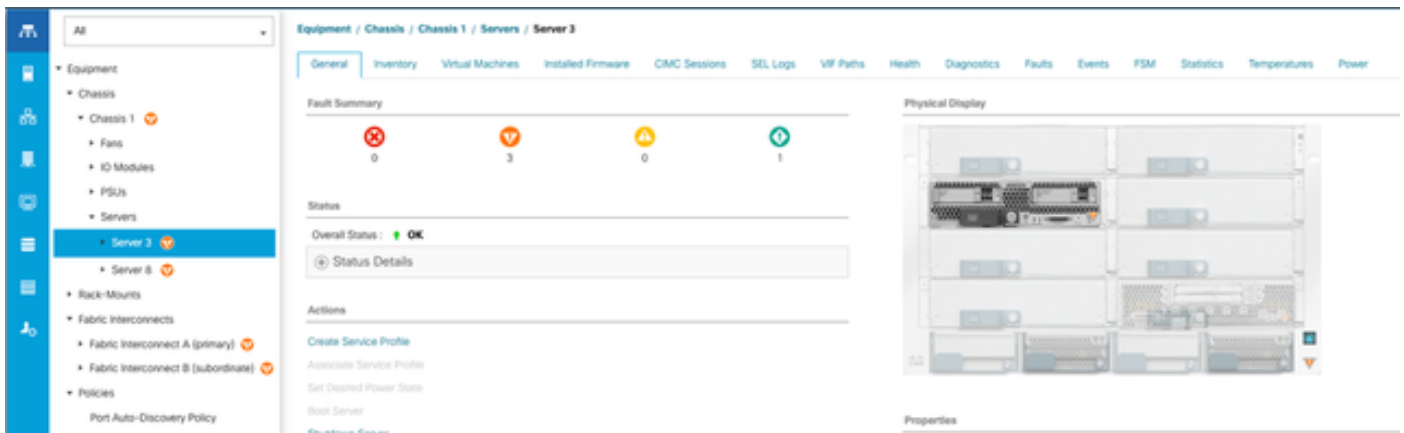 All
Equipment
Chassis
Chassis 1
Fans
IO Modules
PSUs
Servers
Server 3
Server 8
Rack-Mounts
Fabric Interconnects
Fabric Interconnect A (primary)
Fabric Interconnect B (subordinate)
Policies
Port Auto-Discovery Policy
Equipment / Chassis / Chassis 1 / Servers / Server 3
General Inventory Virtual Machines Installed Firmware CIMC Sessions SEL Logs VIF Paths Health Diagnostics Faults Events FSM Statistics Temperatures Power
Fault Summary
0 3 0 1
Status
Overall Status : OK
Status Details
Actions
Create Service Profile
Associate Service Profile
Set Desired Power State
Boot Server
Shutdown Server
Physical Display
Properties